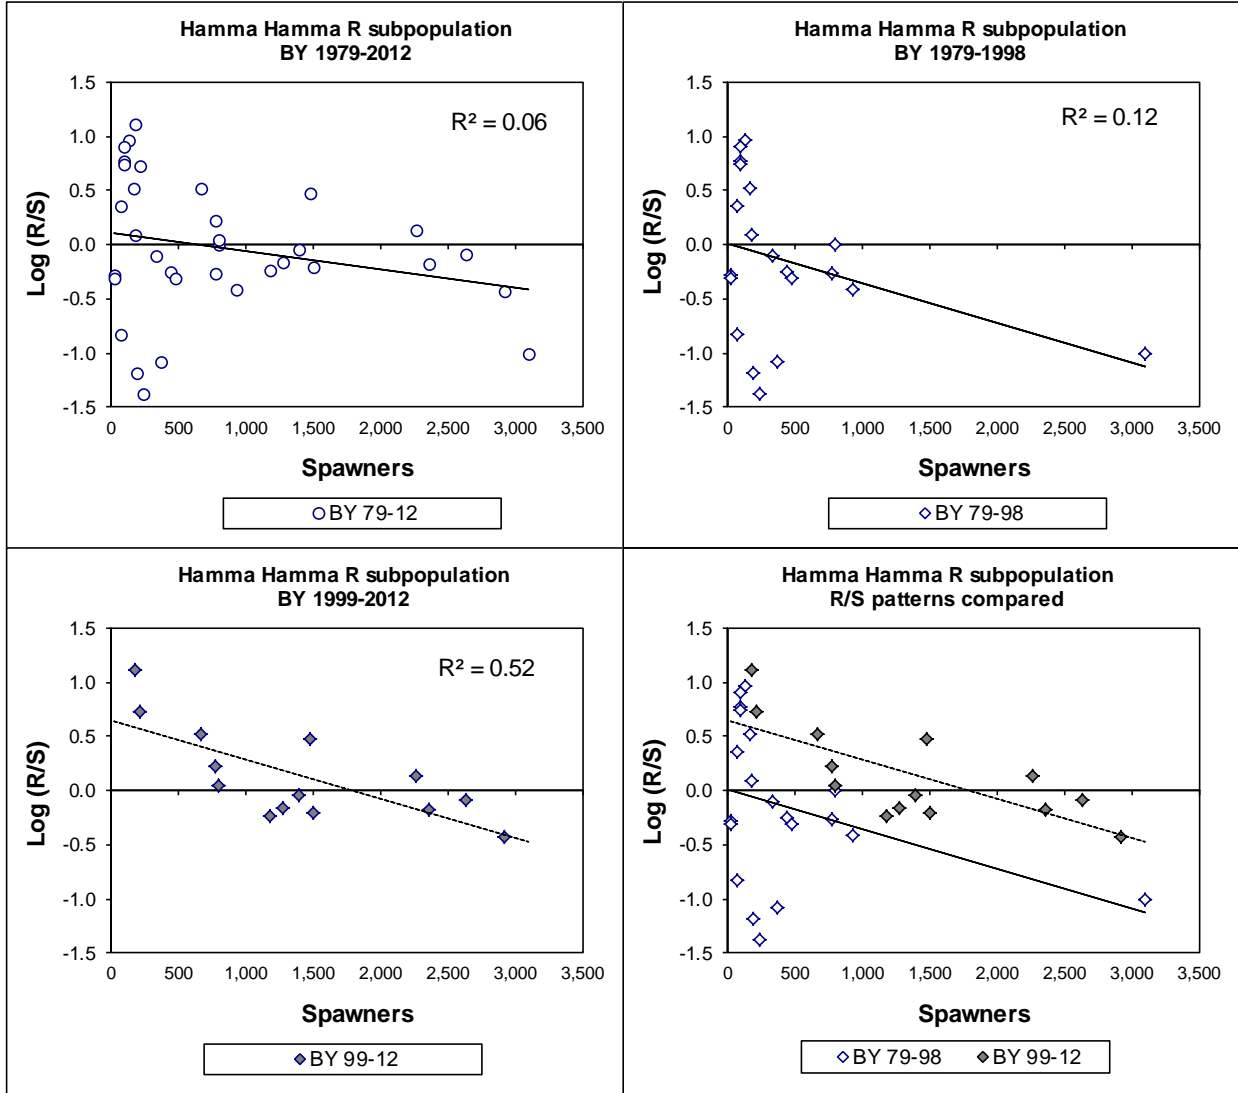 Hamma Hamma R subpopulation
BY 1979-2012
R² = 0.06
Log (R/S)
1.5
1.0
0.5
0.0
-0.5
-1.0
-1.5
0 500 1,000 1,500 2,000 2,500 3,000 3,500
Spawners
BY 79-12
Hamma Hamma R subpopulation
BY 1979-1998
R² = 0.12
Log (R/S)
1.5
1.0
0.5
0.0
-0.5
-1.0
-1.5
0 500 1,000 1,500 2,000 2,500 3,000 3,500
Spawners
BY 79-98
Hamma Hamma R subpopulation
BY 1999-2012
R² = 0.52
Log (R/S)
1.5
1.0
0.5
0.0
-0.5
-1.0
-1.5
0 500 1,000 1,500 2,000 2,500 3,000 3,500
Spawners
BY 99-12
Hamma Hamma R subpopulation
R/S patterns compared
Log (R/S)
1.5
1.0
0.5
0.0
-0.5
-1.0
-1.5
0 500 1,000 1,500 2,000 2,500 3,000 3,500
Spawners
BY 79-98 BY 99-12